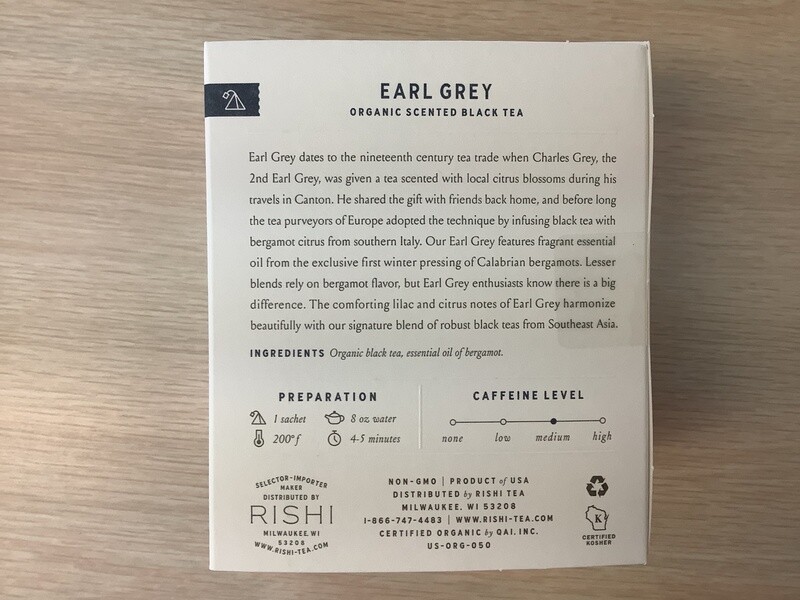 EARL GREY
ORGANIC SCENTED BLACK TEA
Earl Grey dates to the nineteenth century tea trade when Charles Grey, the
2nd Earl Grey, was given a tea scented with local citrus blossoms during his
travels in Canton. He shared the gift with friends back home, and before long
the tea purveyors of Europe adopted the technique by infusing black tea with
bergamot citrus from southern Italy. Our Earl Grey features fragrant essential
oil from the exclusive first winter pressing of Calabrian bergamots. Lesser
blends rely on bergamot flavor, but Earl Grey enthusiasts know there is a big
difference. The comforting lilac and citrus notes of Earl Grey harmonize
beautifully with our signature blend of robust black teas from Southeast Asia.
INGREDIENTS Organic black tea, essential oil of bergamot.
PREPARATION
1 sachet 8 oz water
200°f 4-5 minutes
CAFFEINE LEVEL
none low medium high
SELECTOR-IMPORTER
MAKER
DISTRIBUTED BY
RISHI
MILWAUKEE, WI
53208
WWW.RISHI-TEA.COM
NON-GMO | PRODUCT of USA
DISTRIBUTED by RISHI TEA
MILWAUKEE, WI 53208
1-866-747-4483 | WWW.RISHI-TEA.COM
CERTIFIED ORGANIC by QAI, INC.
US-ORG-050
K
CERTIFIED
KOSHER